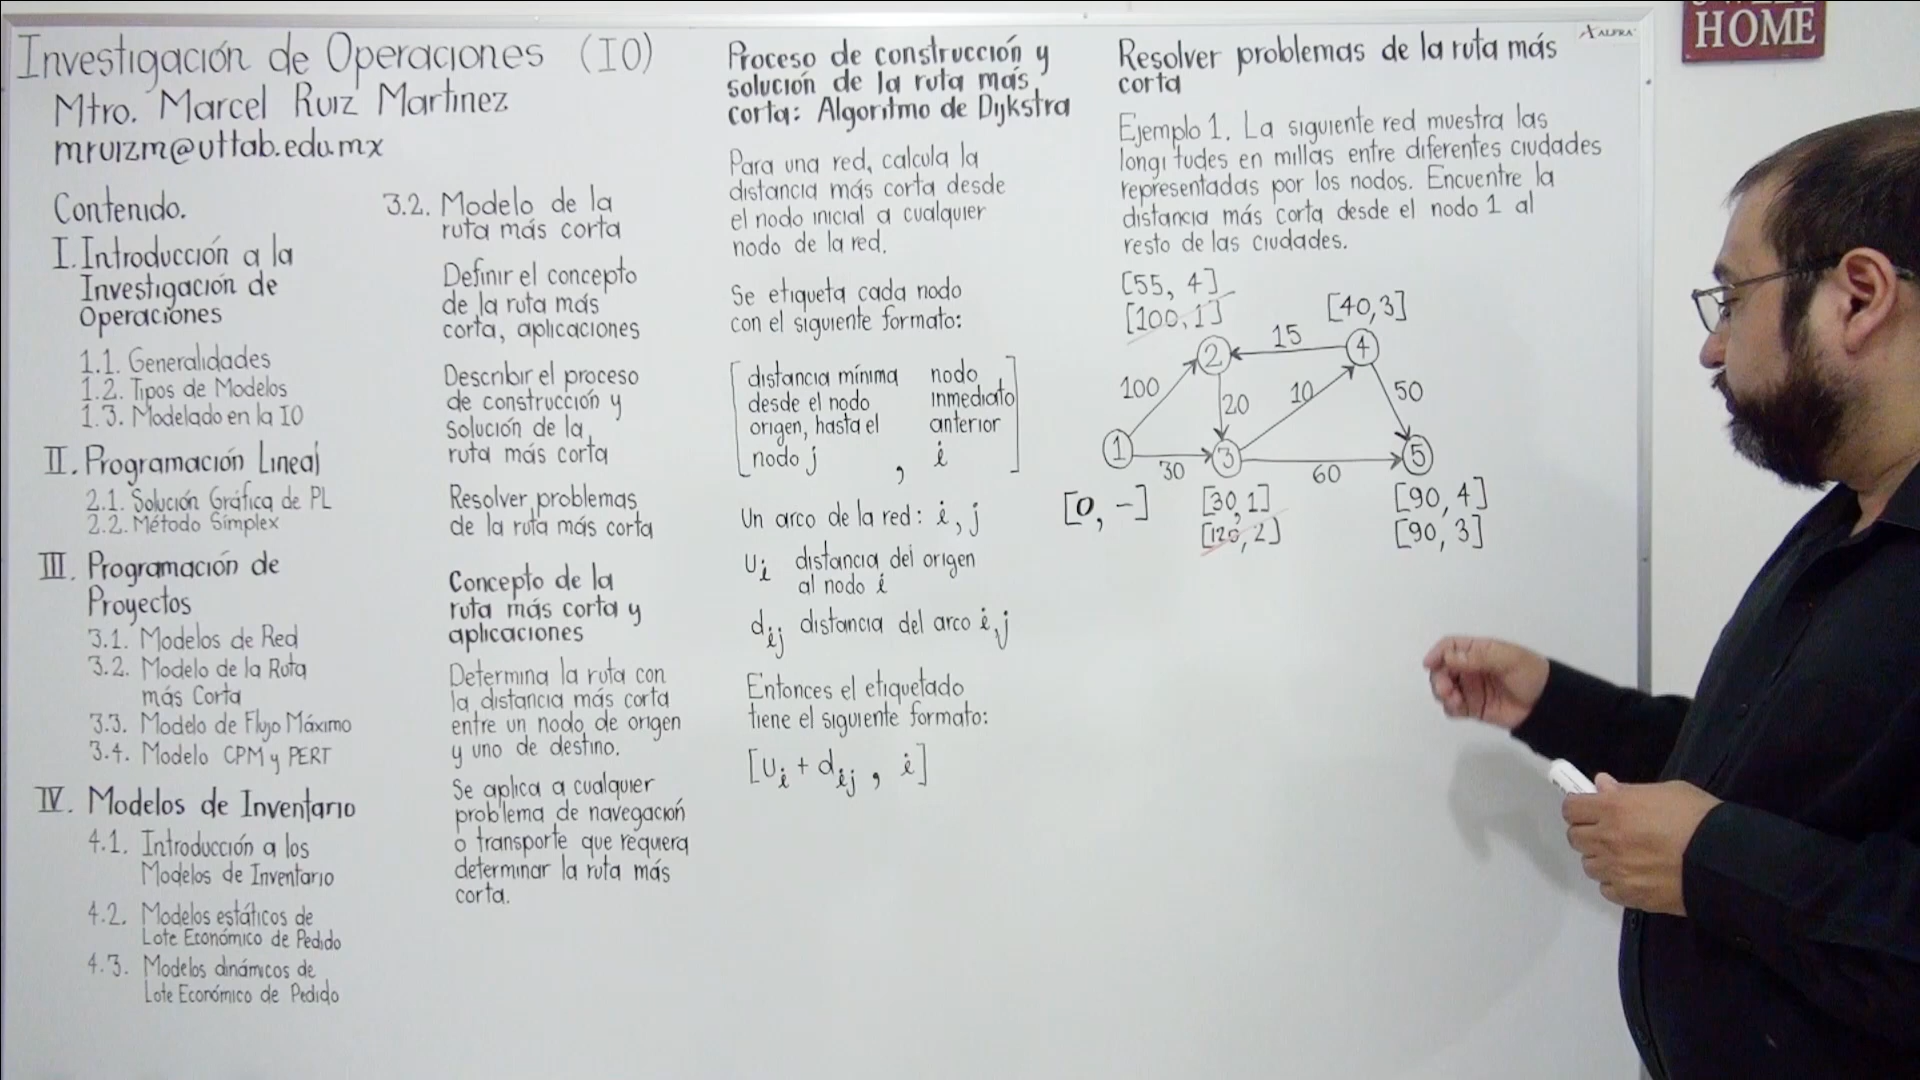 Investigación de Operaciones (IO)
Mtro. Marcel Ruiz Martinez
mruizm@uttab.edu.mx
Contenido.
I. Introducción a la
Investigación de
Operaciones
1.1. Generalidades
1.2. Tipos de Modelos
1.3. Modelado en la IO
II. Programación Lineal
2.1. Solución Gráfica de PL
2.2. Método Simplex
III. Programación de
Proyectos
3.1. Modelos de Red
3.2. Modelo de la Ruta
más Corta
3.3. Modelo de Flujo Máximo
3.4. Modelo CPM y PERT
IV. Modelos de Inventario
4.1. Introducción a los
Modelos de Inventario
4.2. Modelos estáticos de
Lote Económico de Pedido
4.3. Modelos dinámicos de
Lote Económico de Pedido
3.2. Modelo de la
ruta más corta
Definir el concepto
de la ruta más
corta, aplicaciones
Describir el proceso
de construcción y
solución de la
ruta más corta
Resolver problemas
de la ruta más corta
Concepto de la
ruta más corta y
aplicaciones
Determina la ruta con
la distancia más corta
entre un nodo de origen
y uno de destino.
Se aplica a cualquier
problema de navegación
o transporte que requiera
determinar la ruta más
corta.
Proceso de construcción y
solución de la ruta más
corta: Algoritmo de Dijkstra
Para una red, calcula la
distancia más corta desde
el nodo inicial a cualquier
nodo de la red.
Se etiqueta cada nodo
con el siguiente formato:
[distancia mínima nodo
desde el nodo inmediato
origen, hasta el anterior
nodo j , i]
Un arco de la red: i, j
Ui distancia del origen
al nodo i
dij distancia del arco i,j
Entonces el etiquetado
tiene el siguiente formato:
[Ui + dij , i]
Resolver problemas de la ruta más
corta
Ejemplo 1. La siguiente red muestra las
longitudes en millas entre diferentes ciudades
representadas por los nodos. Encuentre la
distancia más corta desde el nodo 1 al
resto de las ciudades.
[55, 4]
[100, 1]
[40,3]
2
15
4
100
20
10
50
1
30
3
60
5
[0, -]
[30,1]
[120,2]
[90, 4]
[90, 3]
ALFRA
HOME